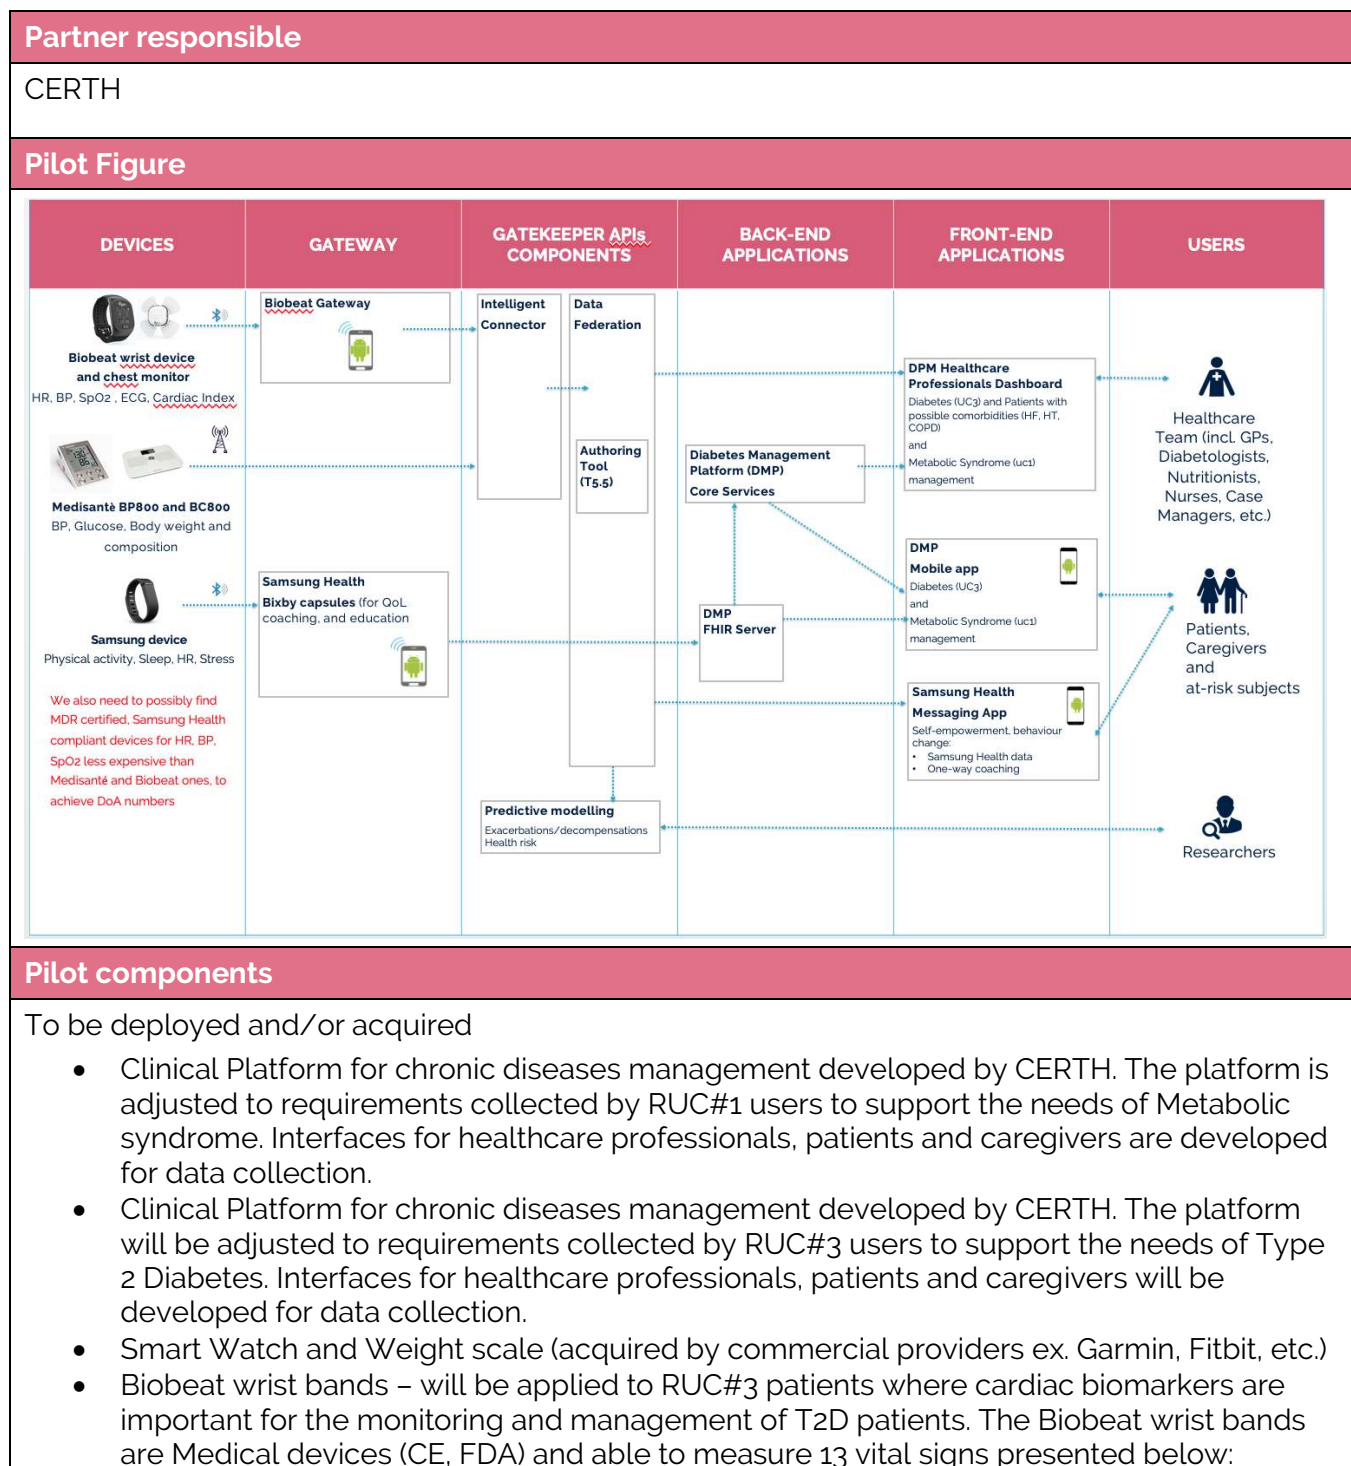 Partner responsible
CERTH
Pilot Figure
DEVICES
GATEWAY
GATEKEEPER APIs
COMPONENTS
BACK-END
APPLICATIONS
FRONT-END
APPLICATIONS
USERS
Biobeat wrist device
and chest monitor
HR, BP, SpO2 , ECG, Cardiac Index
Medisantè BP800 and BC800
BP, Glucose, Body weight and
composition
Samsung device
Physical activity, Sleep, HR, Stress
We also need to possibly find
MDR certified, Samsung Health
compliant devices for HR, BP,
SpO2 less expensive than
Medisanté and Biobeat ones, to
achieve DoA numbers
Biobeat Gateway
Samsung Health
Bixby capsules (for QoL
coaching, and education
Intelligent
Connector
Data
Federation
Authoring
Tool
(T5.5)
Predictive modelling
Exacerbations/decompensations
Health risk
Diabetes Management
Platform (DMP)
Core Services
DMP
FHIR Server
DPM Healthcare
Professionals Dashboard
Diabetes (UC3) and Patients with
possible comorbidities (HF, HT,
COPD)
and
Metabolic Syndrome (uc1)
management
DMP
Mobile app
Diabetes (UC3)
and
Metabolic Syndrome (uc1)
management
Samsung Health
Messaging App
Self-empowerment, behaviour
change:
• Samsung Health data
• One-way coaching
Healthcare
Team (incl. GPs,
Diabetologists,
Nutritionists,
Nurses, Case
Managers, etc.)
Patients,
Caregivers
and
at-risk subjects
Researchers
Pilot components
To be deployed and/or acquired
• Clinical Platform for chronic diseases management developed by CERTH. The platform is
adjusted to requirements collected by RUC#1 users to support the needs of Metabolic
syndrome. Interfaces for healthcare professionals, patients and caregivers are developed
for data collection.
• Clinical Platform for chronic diseases management developed by CERTH. The platform
will be adjusted to requirements collected by RUC#3 users to support the needs of Type
2 Diabetes. Interfaces for healthcare professionals, patients and caregivers will be
developed for data collection.
• Smart Watch and Weight scale (acquired by commercial providers ex. Garmin, Fitbit, etc.)
• Biobeat wrist bands – will be applied to RUC#3 patients where cardiac biomarkers are
important for the monitoring and management of T2D patients. The Biobeat wrist bands
are Medical devices (CE, FDA) and able to measure 13 vital signs presented below: